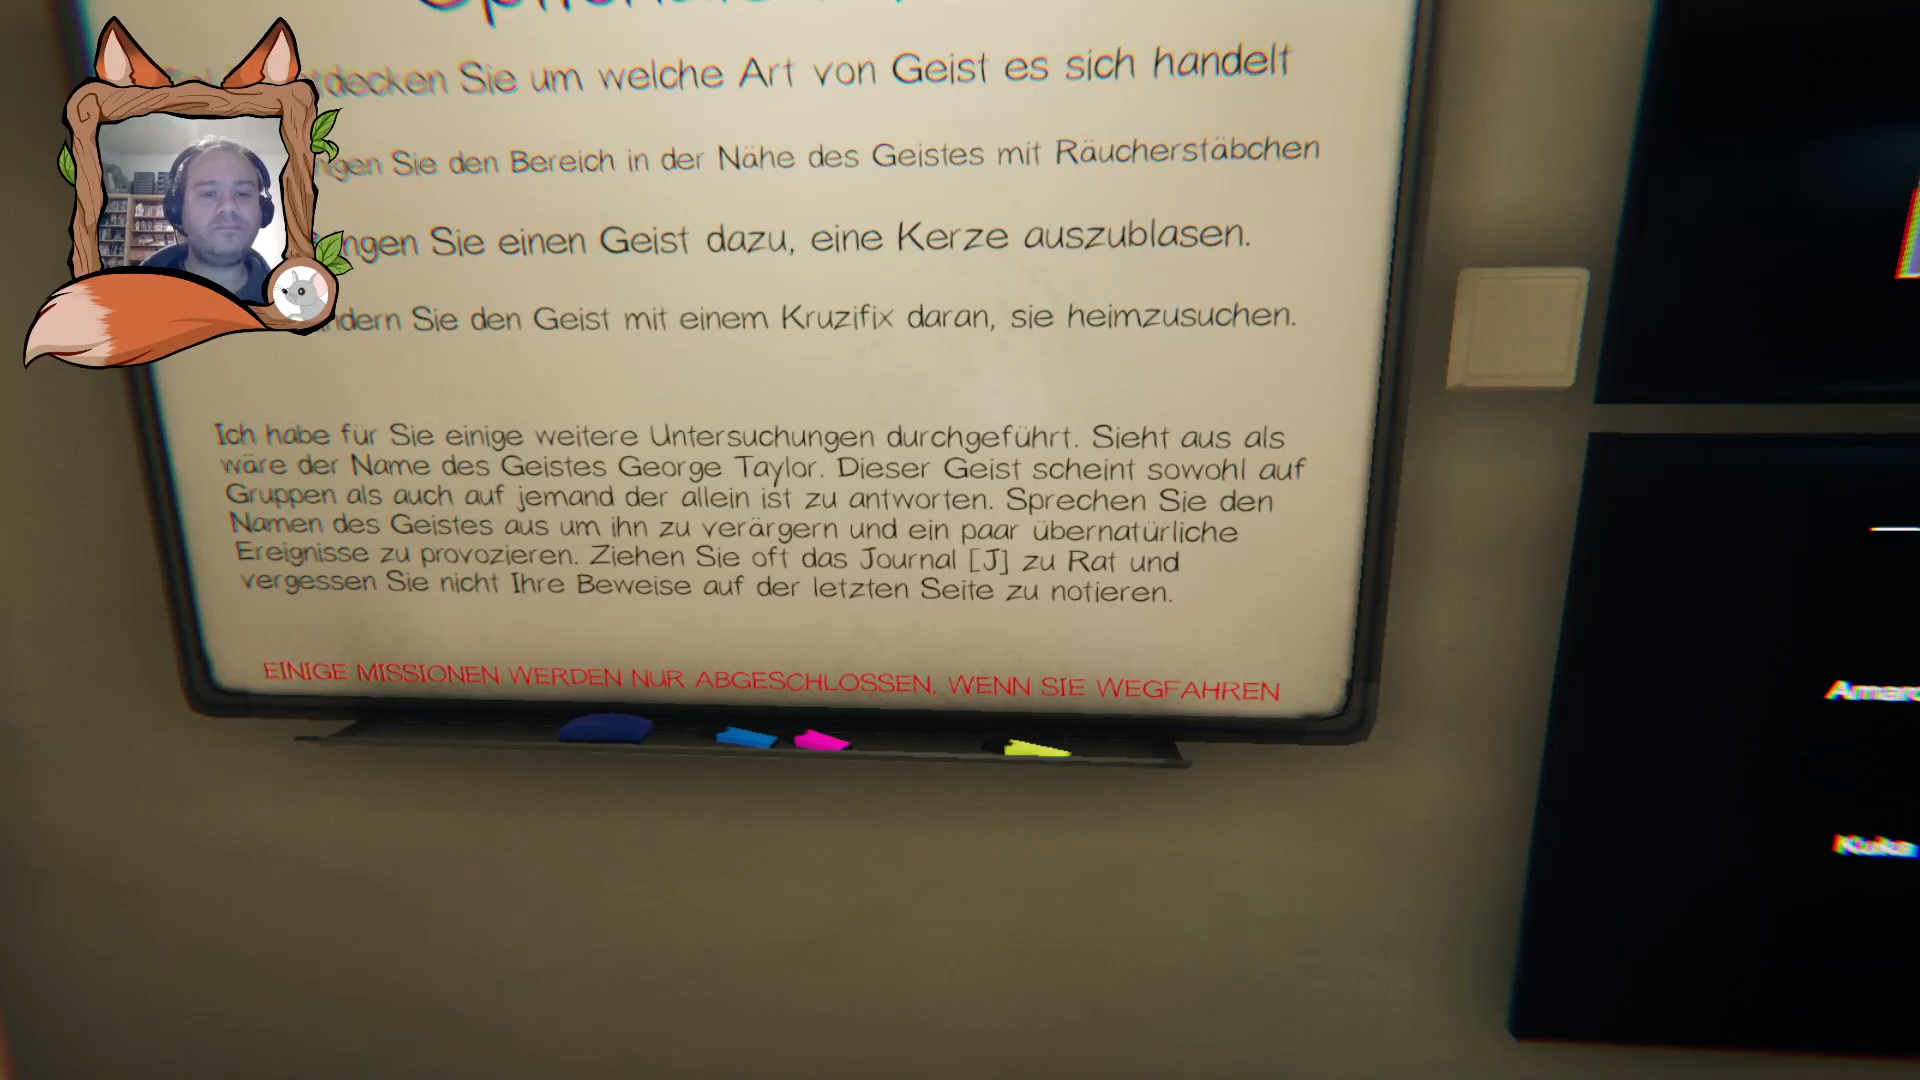 decken Sie um welche Art von Geist es sich handelt
gen Sie den Bereich in der Nähe des Geistes mit Räucherstäbchen
ngen Sie einen Geist dazu, eine Kerze auszublasen.
dern Sie den Geist mit einem Kruzifix daran, sie heimzusuchen.
Ich habe für Sie einige weitere Untersuchungen durchgeführt. Sieht aus als
wäre der Name des Geistes George Taylor. Dieser Geist scheint sowohl auf
Gruppen als auch auf jemand der allein ist zu antworten. Sprechen Sie den
Namen des Geistes aus um ihn zu verärgern und ein paar übernatürliche
Ereignisse zu provozieren. Ziehen Sie oft das Journal [J] zu Rat und
vergessen Sie nicht Ihre Beweise auf der letzten Seite zu notieren.
EINIGE MISSIONEN WERDEN NUR ABGESCHLOSSEN, WENN SIE WEGFAHREN
Kuka